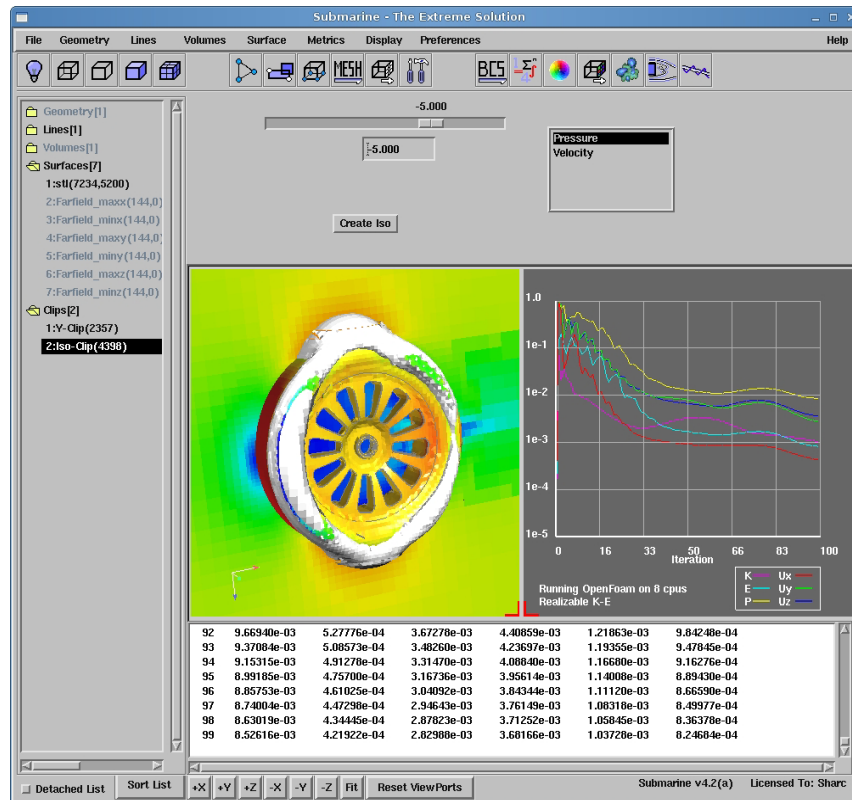 Submarine - The Extreme Solution
File Geometry Lines Volumes Surface Metrics Display Preferences Help
MESH BCS
Geometry[1]
Lines[1]
Volumes[1]
Surfaces[7]
1:stl(7234,5200)
2:Farfield_maxx(144,0)
3:Farfield_minx(144,0)
4:Farfield_maxy(144,0)
5:Farfield_miny(144,0)
6:Farfield_maxz(144,0)
7:Farfield_minz(144,0)
Clips[2]
1:Y-Clip(2357)
2:Iso-Clip(4398)
-5.000
-5.000
Create Iso
Pressure
Velocity
1.0
1e-1
1e-2
1e-3
1e-4
1e-5
0 16 33 50 66 83 100
Iteration
Running OpenFoam on 8 cpus
Realizable K-E
K Ux
E Uy
P Uz
92 9.66940e-03 5.27776e-04 3.67278e-03 4.40859e-03 1.21863e-03 9.84248e-04
93 9.37084e-03 5.08573e-04 3.48260e-03 4.23697e-03 1.19355e-03 9.47845e-04
94 9.15315e-03 4.91278e-04 3.31470e-03 4.08840e-03 1.16680e-03 9.16276e-04
95 8.99185e-03 4.75700e-04 3.16736e-03 3.95614e-03 1.14008e-03 8.89430e-04
96 8.85753e-03 4.61025e-04 3.04092e-03 3.84344e-03 1.11120e-03 8.66590e-04
97 8.74004e-03 4.47298e-04 2.94643e-03 3.76149e-03 1.08318e-03 8.49977e-04
98 8.63019e-03 4.34445e-04 2.87823e-03 3.71252e-03 1.05845e-03 8.36378e-04
99 8.52616e-03 4.21922e-04 2.82988e-03 3.68166e-03 1.03728e-03 8.24684e-04
Detached List Sort List +X +Y +Z -X -Y -Z Fit Reset ViewPorts Submarine v4.2(a) Licensed To: Sharc